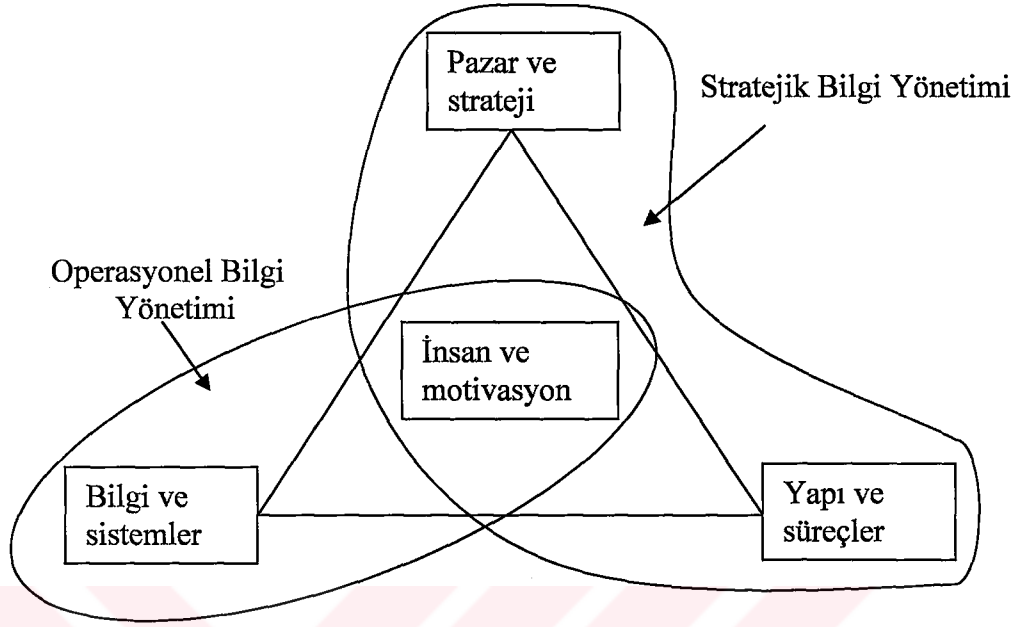 Pazar ve
strateji
Stratejik Bilgi Yönetimi
Operasyonel Bilgi
Yönetimi
İnsan ve
motivasyon
Bilgi ve
sistemler
Yapı ve
süreçler